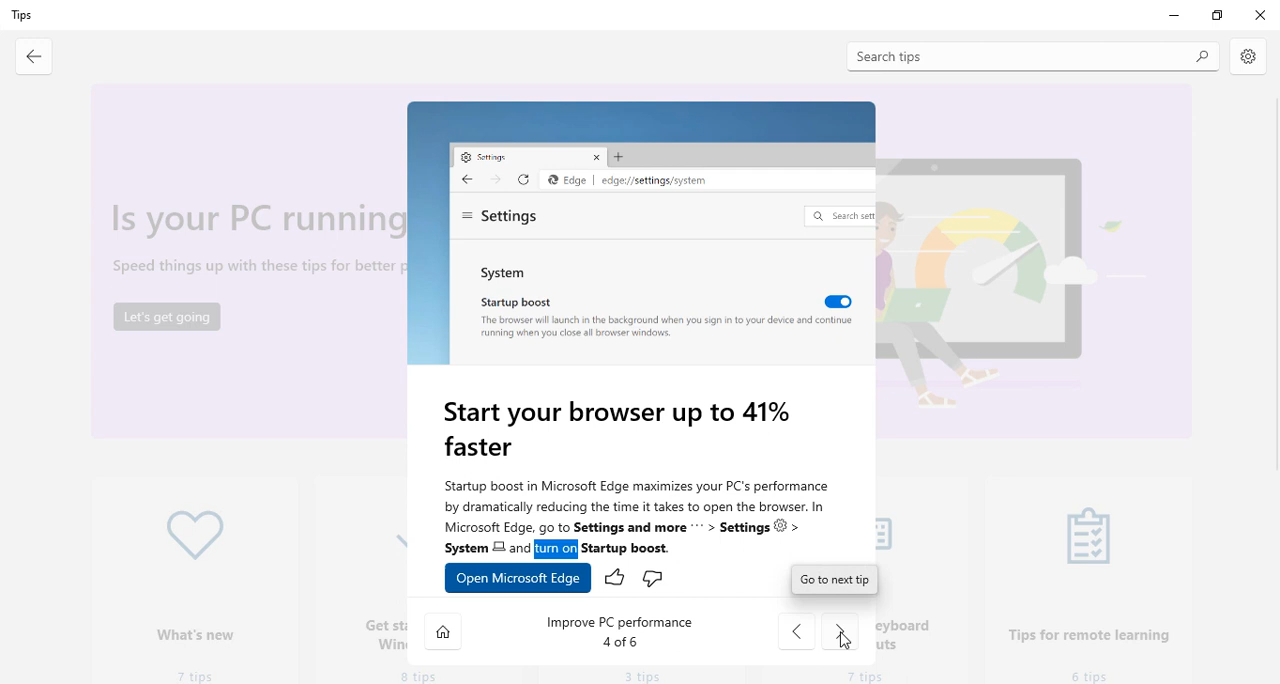 Tips
Search tips
Is your PC running
Speed things up with these tips for better p
Let's get going
Settings
Edge | edge://settings/system
Settings
Search sett
System
Startup boost
The browser will launch in the background when you sign in to your device and continue
running when you close all browser windows.
Start your browser up to 41%
faster
Startup boost in Microsoft Edge maximizes your PC's performance
by dramatically reducing the time it takes to open the browser. In
Microsoft Edge, go to Settings and more ··· > Settings >
System and turn on Startup boost.
Open Microsoft Edge
Go to next tip
Improve PC performance
4 of 6
What's new
7 tips
Get sta
Win
8 tips
3 tips
eyboard
uts
7 tips
Tips for remote learning
6 tips